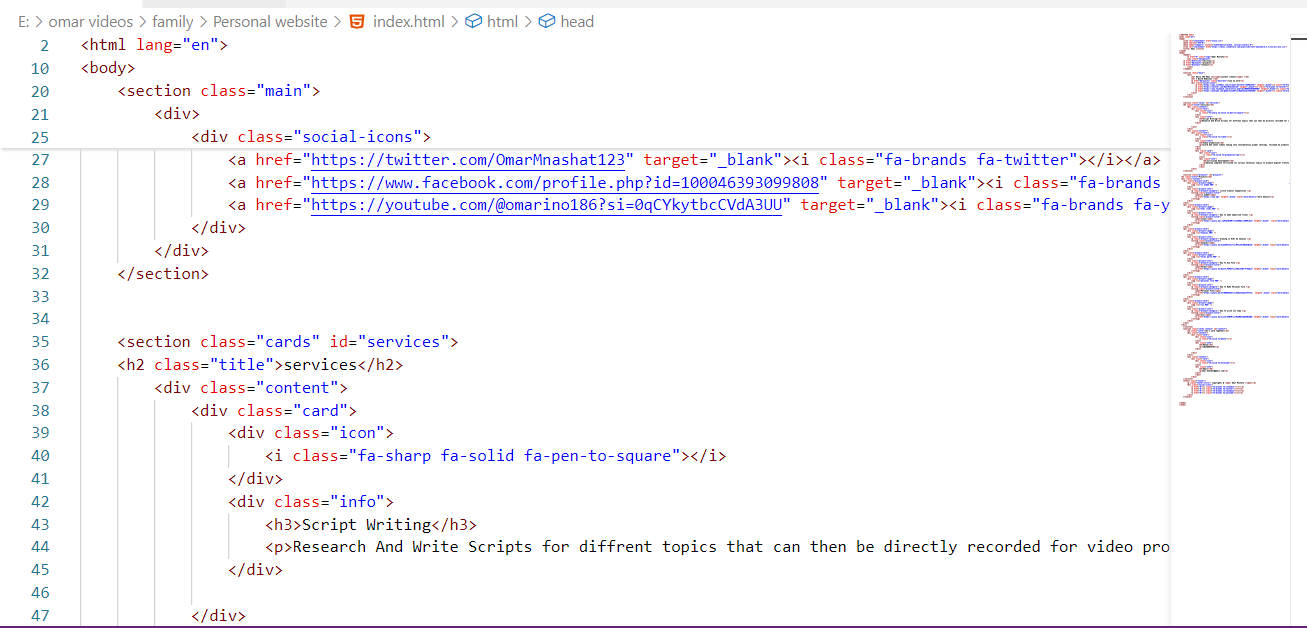 E: > omar videos > family > Personal website > index.html > html > head
2 <html lang="en">
10 <body>
20 <section class="main">
21 <div>
25 <div class="social-icons">
27 <a href="https://twitter.com/OmarMnashat123" target="_blank"><i class="fa-brands fa-twitter"></i></a>
28 <a href="https://www.facebook.com/profile.php?id=100046393099808" target="_blank"><i class="fa-brands
29 <a href="https://youtube.com/@omarino186?si=0qCYkytbcCVdA3UU" target="_blank"><i class="fa-brands fa-y
30 </div>
31 </div>
32 </section>
33
34
35 <section class="cards" id="services">
36 <h2 class="title">services</h2>
37 <div class="content">
38 <div class="card">
39 <div class="icon">
40 <i class="fa-sharp fa-solid fa-pen-to-square"></i>
41 </div>
42 <div class="info">
43 <h3>Script Writing</h3>
44 <p>Research And Write Scripts for diffrent topics that can then be directly recorded for video pro
45 </div>
46
47 </div>